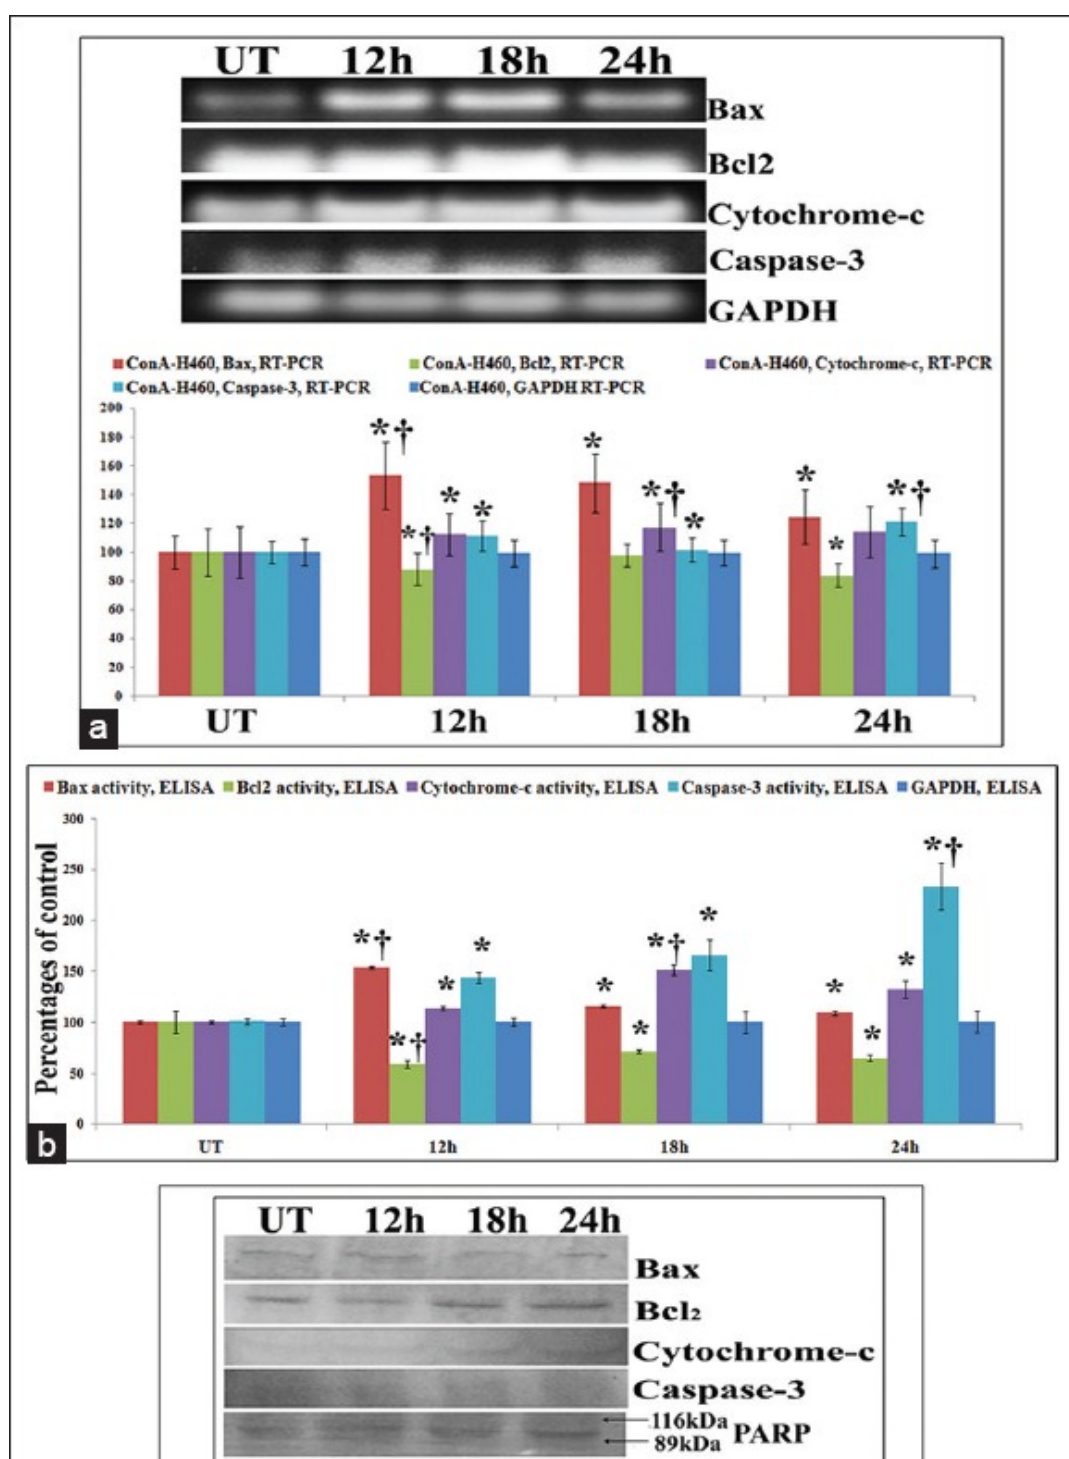 UT 12h 18h 24h
Bax
Bcl2
Cytochrome-c
Caspase-3
GAPDH
ConA-H460, Bax, RT-PCR ConA-H460, Bcl2, RT-PCR ConA-H460, Cytochrome-c, RT-PCR
ConA-H460, Caspase-3, RT-PCR ConA-H460, GAPDH RT-PCR
200
180
160
140
120
100
80
60
40
20
0
* † * * * †
* † * *
* * † * *
* †
UT 12h 18h 24h
a
Bax activity, ELISA Bcl2 activity, ELISA Cytochrome-c activity, ELISA Caspase-3 activity, ELISA GAPDH, ELISA
Percentages of control
300
250
200
150
100
50
0
* † * † * * *
* † * * † *
* * * †
UT 12h 18h 24h
b
UT 12h 18h 24h
Bax
Bcl2
Cytochrome-c
Caspase-3
116kDa PARP
89kDa